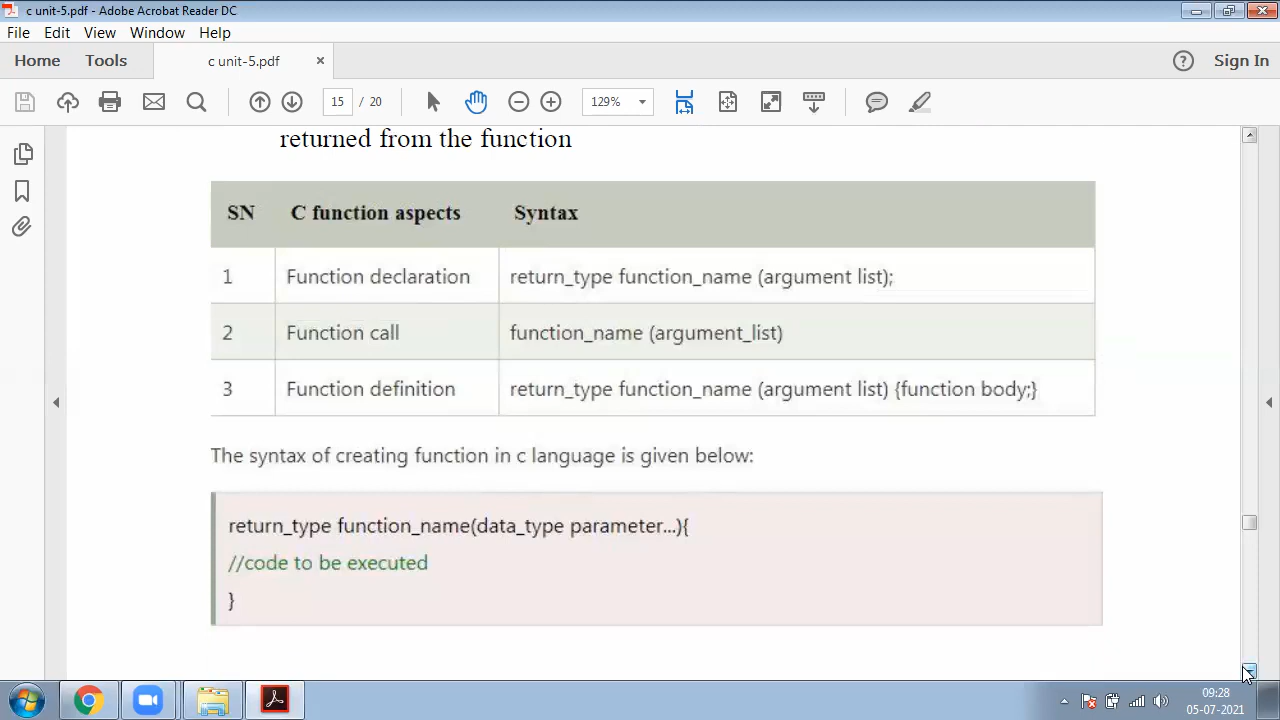 c unit-5.pdf - Adobe Acrobat Reader DC
File Edit View Window Help
Home Tools c unit-5.pdf × ? Sign In
15 / 20 129%
returned from the function
SN C function aspects Syntax
1 Function declaration return_type function_name (argument list);
2 Function call function_name (argument_list)
3 Function definition return_type function_name (argument list) {function body;}
The syntax of creating function in c language is given below:
return_type function_name(data_type parameter...){
//code to be executed
}
09:28
05-07-2021